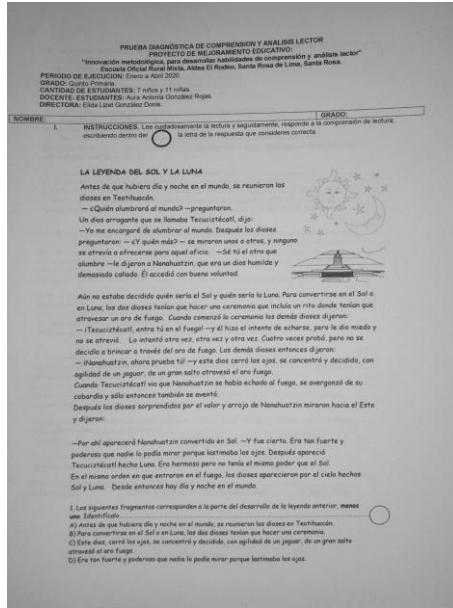 PRUEBA DIAGNÓSTICA DE COMPRENSION Y ANÁLISIS LECTOR
PROYECTO DE MEJORAMIENTO EDUCATIVO:
"Innovación metodológica, para desarrollar habilidades de comprensión y análisis lector"
Escuela Oficial Rural Mixta, Aldea El Rodeo, Santa Rosa de Lima, Santa Rosa.
PERIODO DE EJECUCION: Enero a Abril 2020.
GRADO: Quinto Primaria.
CANTIDAD DE ESTUDIANTES: 7 niños y 11 niñas.
DOCENTE- ESTUDIANTES: Aura Antonia González Rojas
DIRECTORA: Elida Lizet González Donis.
NOMBRE: GRADO:
I. INSTRUCCIONES. Lee cuidadosamente la lectura y seguidamente, responde a la comprensión de lectura,
escribiendo dentro del la letra de la respuesta que consideres correcta.
LA LEYENDA DEL SOL Y LA LUNA
Antes de que hubiera día y noche en el mundo, se reunieron los
dioses en Teotihuacán.
— ¿Quién alumbrará al mundo? —preguntaron.
Un dios arrogante que se llamaba Tecuciztécatl, dijo:
—Yo me encargaré de alumbrar al mundo. Después los dioses
preguntaron: — ¿Y quién más? — se miraron unos a otros, y ninguno
se atrevía a ofrecerse para aquel oficio. —Sé tú el otro que
alumbre —le dijeron a Nanahuatzin, que era un dios humilde y
demasiado callado. Él accedió con buena voluntad.
Aún no estaba decidido quién sería el Sol y quién sería la Luna. Para convertirse en el Sol o
en Luna, los dos dioses tenían que hacer una ceremonia que incluía un rito donde tenían que
atravesar un aro de fuego. Cuando comenzó la ceremonia los demás dioses dijeron:
— ¡Tecuciztécatl, entra tú en el fuego! —y él hizo el intento de echarse, pero le dio miedo y
no se atrevió. Lo intentó otra vez, otra vez y otra vez. Cuatro veces probó, pero no se
decidía a brincar a través del aro de fuego. Los demás dioses entonces dijeron:
— ¡Nanahuatzin, ahora prueba tú! —y este dios cerró los ojos, se concentró y decidido, con
agilidad de un jaguar, de un gran salto atravesó el aro fuego.
Cuando Tecuciztécatl vio que Nanahuatzin se había echado al fuego, se avergonzó de su
cobardía y sólo entonces también se aventó.
Después los dioses sorprendidos por el valor y arrojo de Nanahuatzin miraron hacia el Este
y dijeron:
—Por ahí aparecerá Nanahuatzin convertido en Sol. —Y fue cierto. Era tan fuerte y
poderoso que nadie lo podía mirar porque lastimaba los ojos. Después apareció
Tecuciztécatl hecho Luna. Era hermosa pero no tenía el mismo poder que el Sol.
En el mismo orden en que entraron en el fuego, los dioses aparecieron por el cielo hechos
Sol y Luna. Desde entonces hay día y noche en el mundo.
1. Los siguientes fragmentos corresponden a la parte del desarrollo de la leyenda anterior, menos
una. Identifícalo
A) Antes de que hubiera día y noche en el mundo, se reunieron los dioses en Teotihuacán.
B) Para convertirse en el Sol o en Luna, los dos dioses tenían que hacer una ceremonia.
C) Este dios, cerró los ojos, se concentró y decidido, con agilidad de un jaguar, de un gran salto
atravesó el aro fuego.
D) Era tan fuerte y poderoso que nadie lo podía mirar porque lastimaba los ojos.